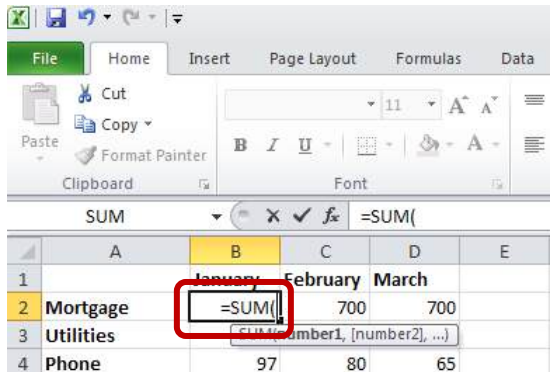 File Home Insert Page Layout Formulas Data
Cut
Copy
Format Painter
Paste
11 A A
B I U A
Clipboard Font
SUM fx =SUM(
A B C D E
1 January February March
2 Mortgage =SUM( 700 700
3 Utilities SUM(number1, [number2], ...)
4 Phone 97 80 65